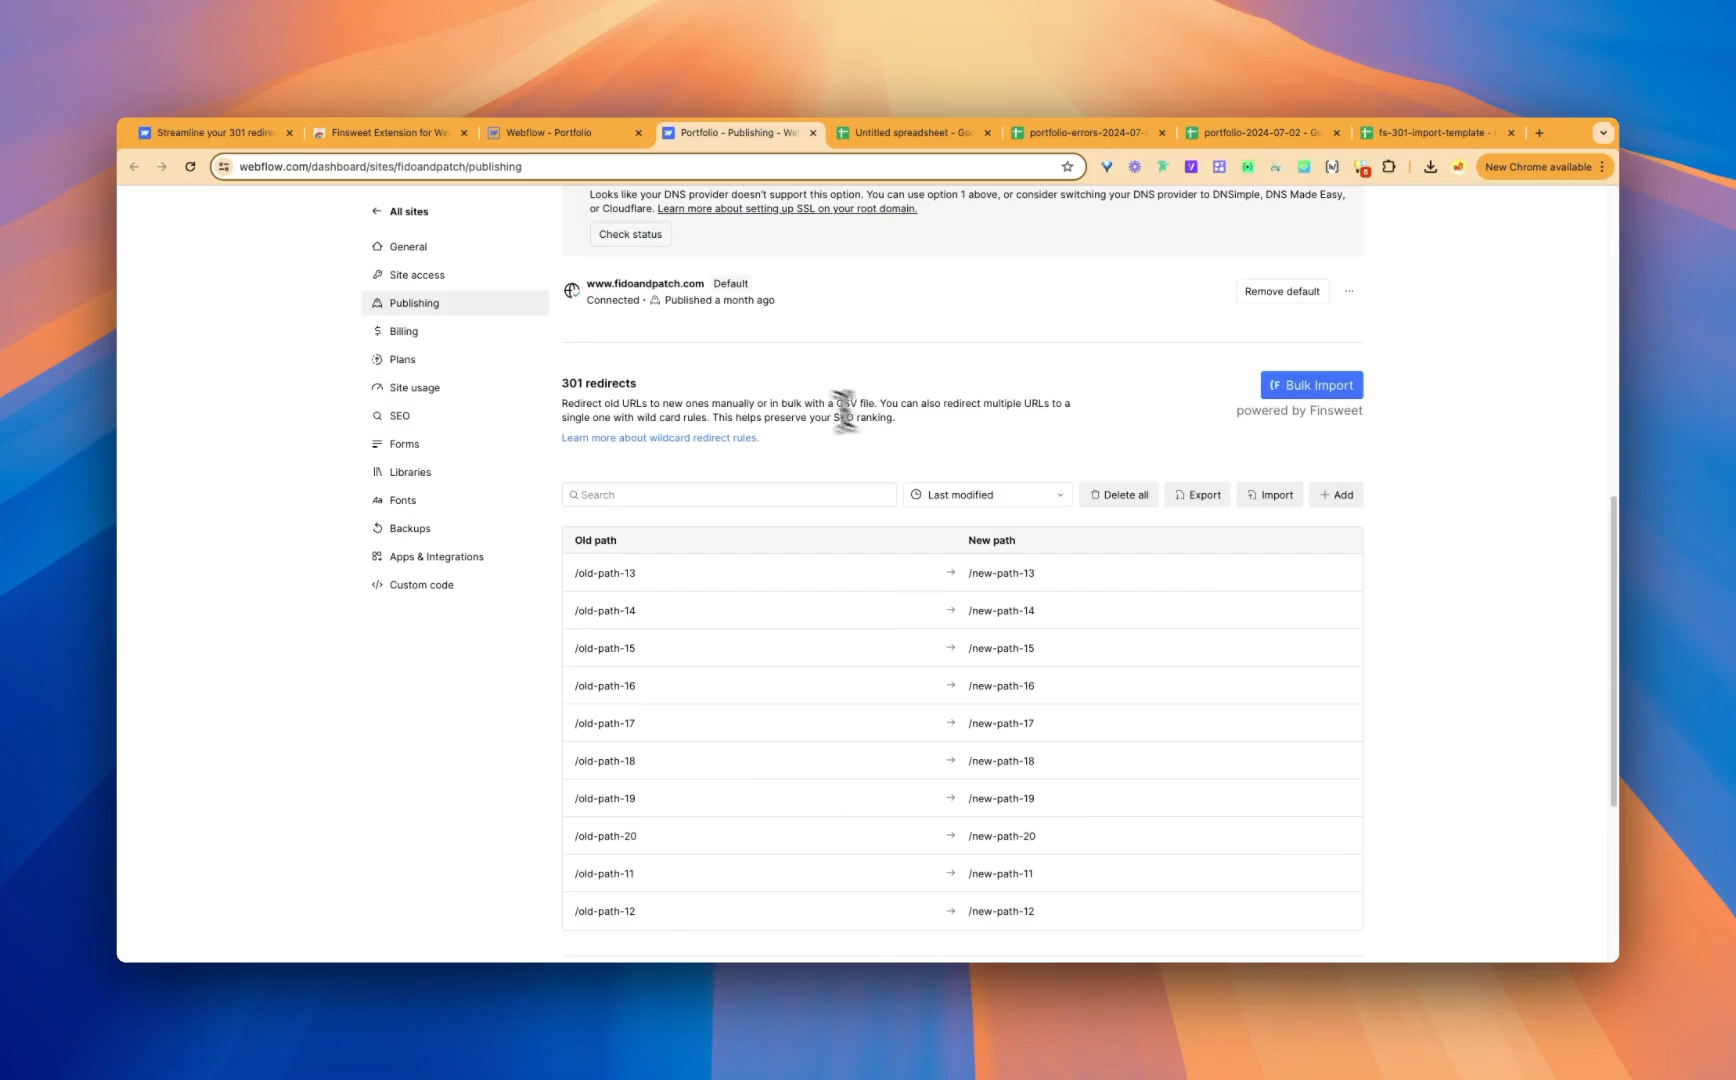 Streamline your 301 redire
Finsweet Extension for We
Webflow - Portfolio
Portfolio - Publishing - We
Untitled spreadsheet - Goo
portfolio-errors-2024-07-
portfolio-2024-07-02 - Go
fs-301-import-template -
webflow.com/dashboard/sites/fidoandpatch/publishing
New Chrome available
Looks like your DNS provider doesn't support this option. You can use option 1 above, or consider switching your DNS provider to DNSimple, DNS Made Easy,
or Cloudflare. Learn more about setting up SSL on your root domain.
Check status
All sites
General
Site access
Publishing
Billing
Plans
Site usage
SEO
Forms
Libraries
Fonts
Backups
Apps & Integrations
Custom code
www.fidoandpatch.com Default
Connected · Published a month ago
Remove default
301 redirects
Redirect old URLs to new ones manually or in bulk with a CSV file. You can also redirect multiple URLs to a
single one with wild card rules. This helps preserve your SEO ranking.
Learn more about wildcard redirect rules.
Bulk Import
powered by Finsweet
Search
Last modified
Delete all
Export
Import
Add
Old path
New path
/old-path-13
/new-path-13
/old-path-14
/new-path-14
/old-path-15
/new-path-15
/old-path-16
/new-path-16
/old-path-17
/new-path-17
/old-path-18
/new-path-18
/old-path-19
/new-path-19
/old-path-20
/new-path-20
/old-path-11
/new-path-11
/old-path-12
/new-path-12